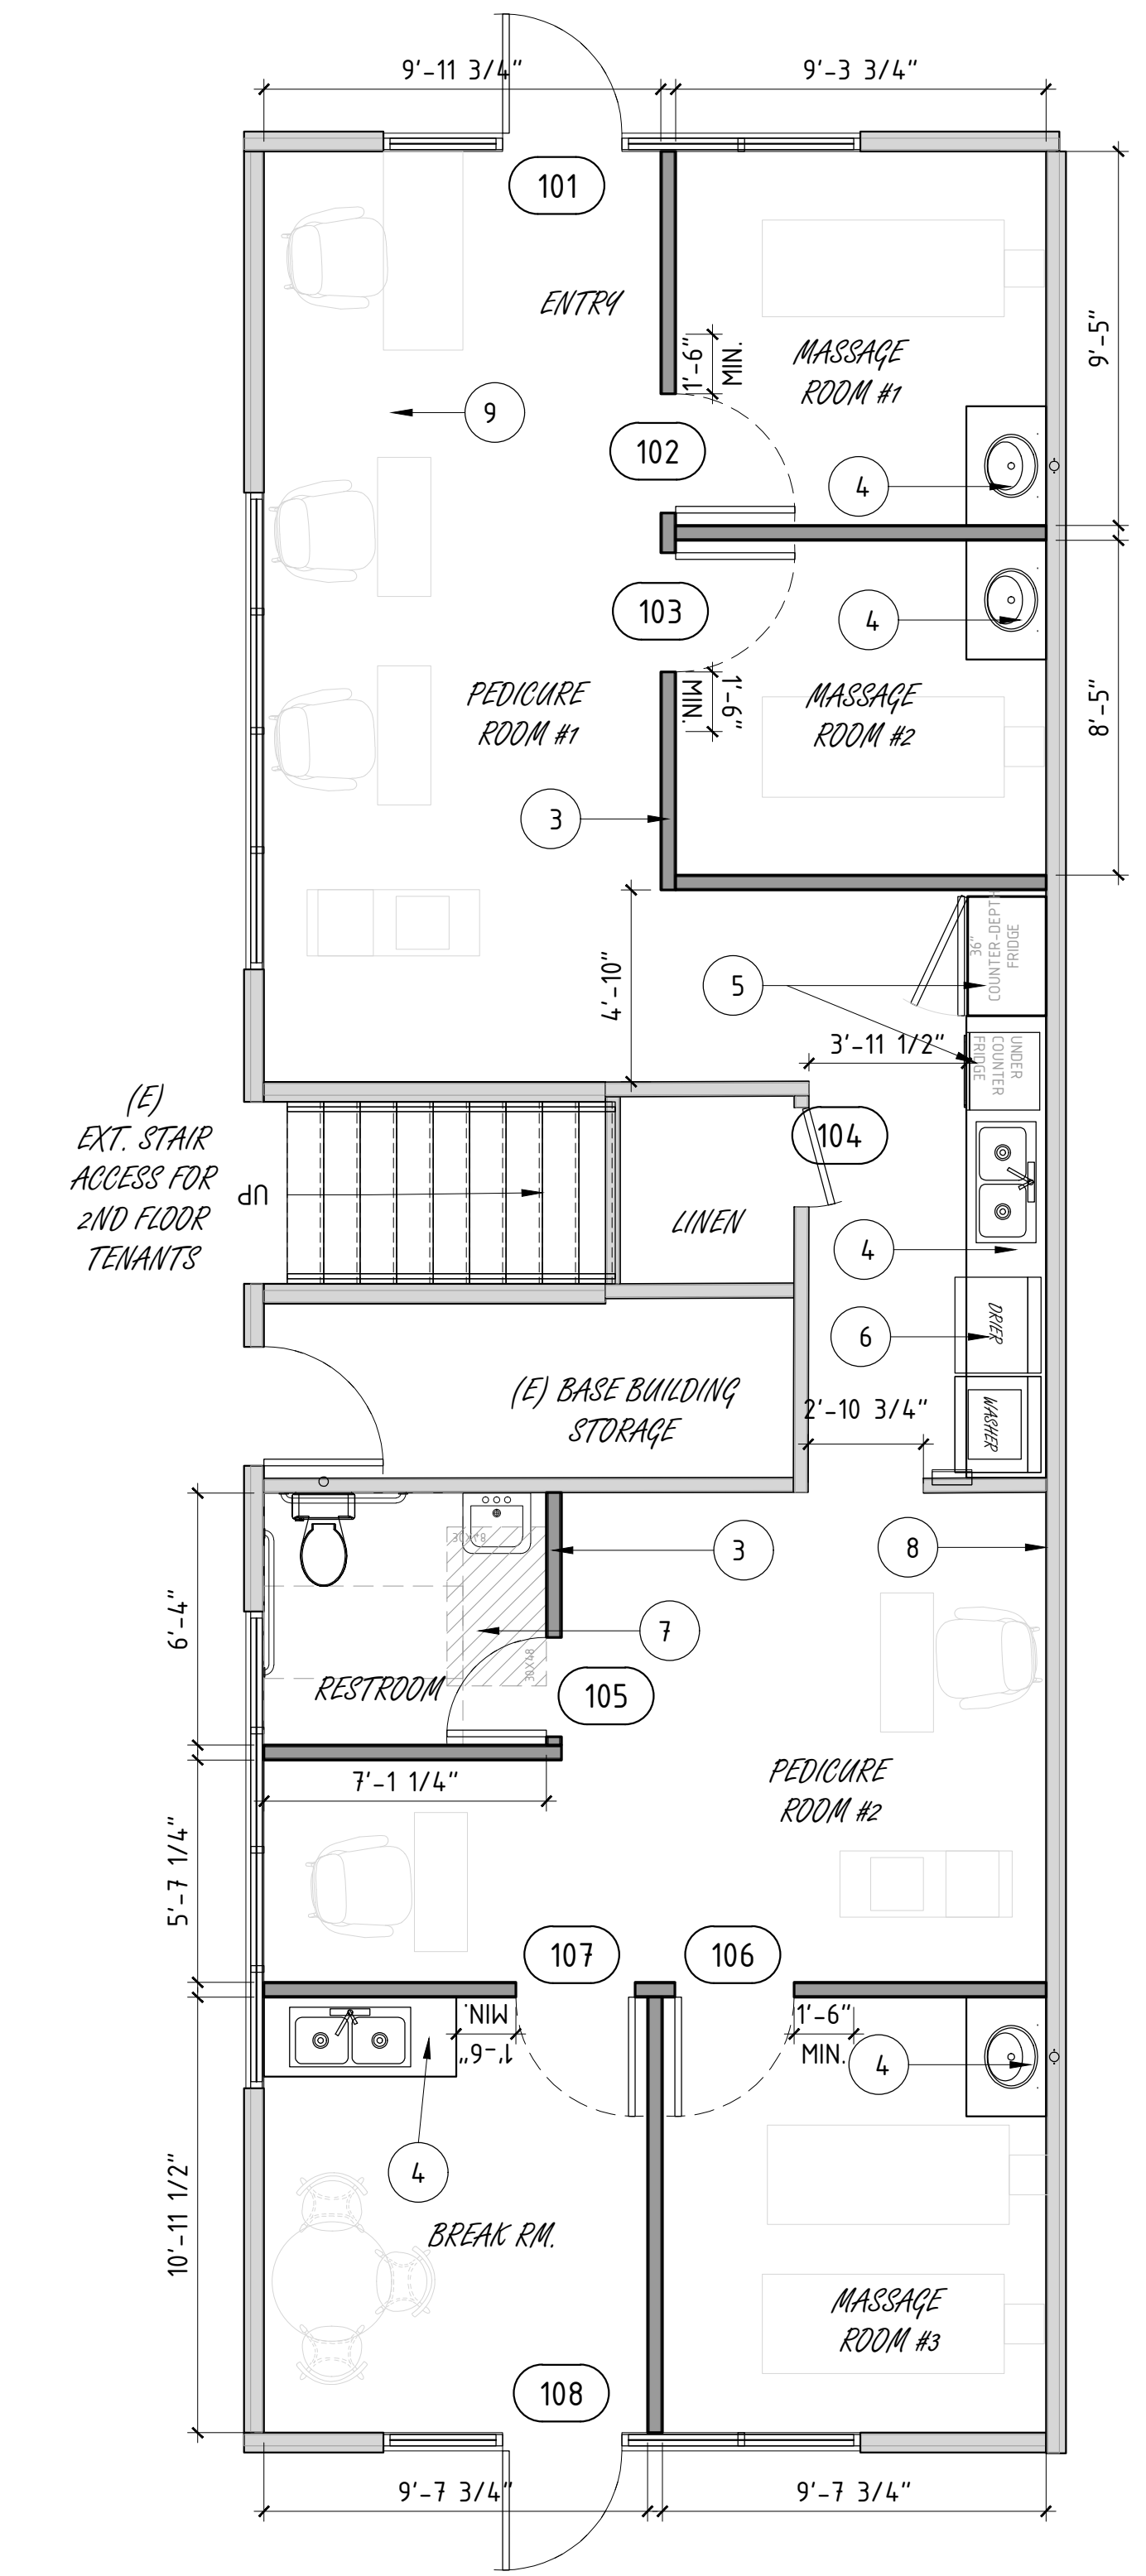 9'-11 3/4"
9'-3 3/4"
101
ENTRY
1'-6"
MIN.
MASSAGE
ROOM #1
9'-5"
9
102
4
103
4
PEDICURE
ROOM #1
MIN.
1'-6"
MASSAGE
ROOM #2
8'-5"
3
4'-10"
5
36"
COUNTER-DEPTH
FRIDGE
3'-11 1/2"
UNDER
COUNTER
FRIDGE
(E)
EXT. STAIR
ACCESS FOR
2ND FLOOR
TENANTS
UP
104
LINEN
4
6
DRIER
(E) BASE BUILDING
STORAGE
2'-10 3/4"
WASHER
30X48
3
8
6'-4"
7
30X48
RESTROOM
105
7'-1 1/4"
PEDICURE
ROOM #2
5'-7 1/4"
107
106
MIN.
1'-6"
1'-6"
MIN.
4
4
10'-11 1/2"
BREAK RM.
MASSAGE
ROOM #3
108
9'-7 3/4"
9'-7 3/4"